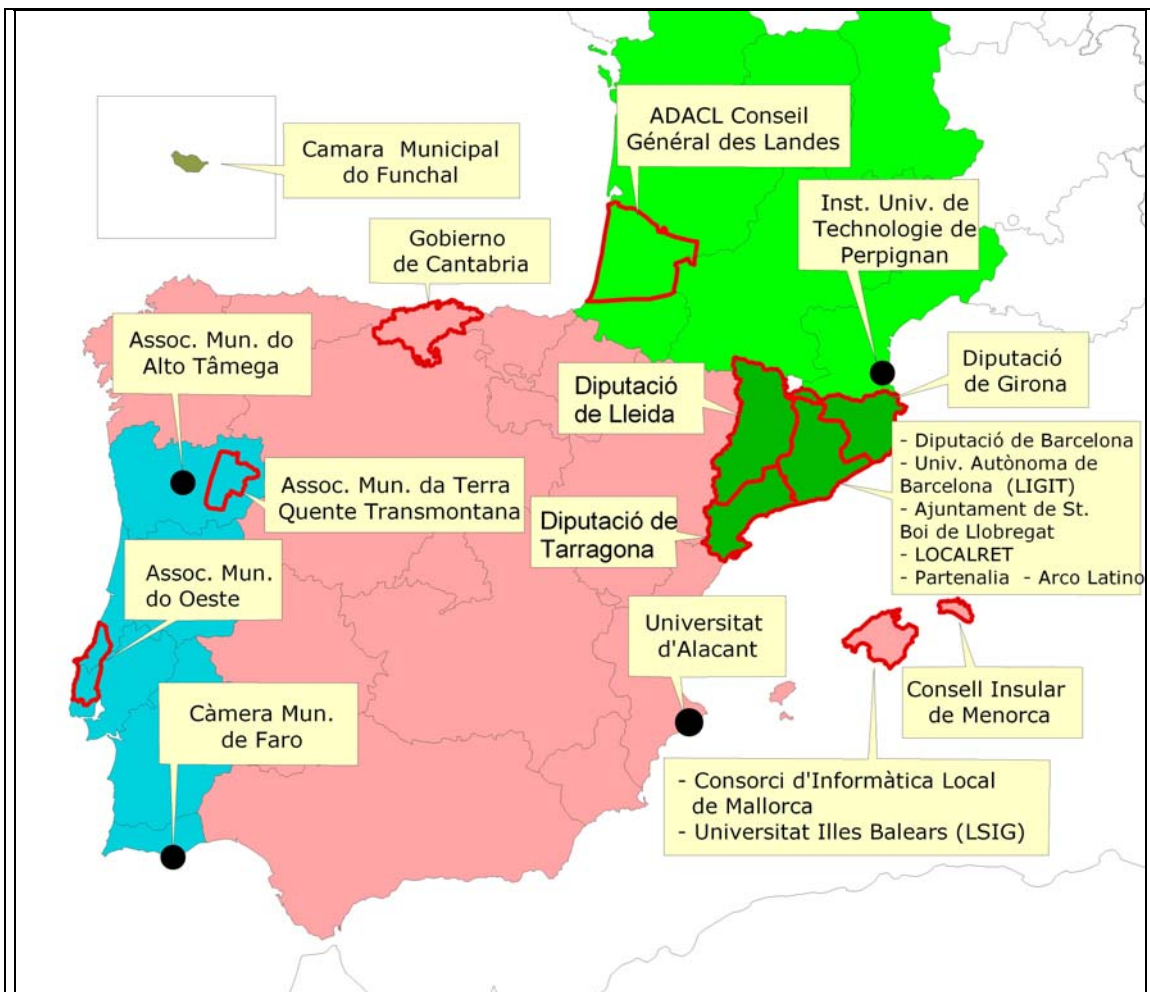 ADACL Conseil
Général des Landes
Camara  Municipal
do Funchal
Inst. Univ. de
Technologie de
Perpignan
Gobierno
de Cantabria
Assoc. Mun. do
Alto Tâmega
Diputació
de Girona
Diputació
de Lleida
- Diputació de Barcelona
- Univ. Autònoma de
Barcelona  (LIGIT)
- Ajuntament de St.
Boi de Llobregat
- LOCALRET
- Partenalia  - Arco Latino
Assoc. Mun. da Terra
Quente Transmontana
Diputació de
Tarragona
Assoc. Mun.
do Oeste
Universitat
d'Alacant
Consell Insular
de Menorca
Càmera Mun.
de Faro
- Consorci d'Informàtica Local
de Mallorca
- Universitat Illes Balears (LSIG)